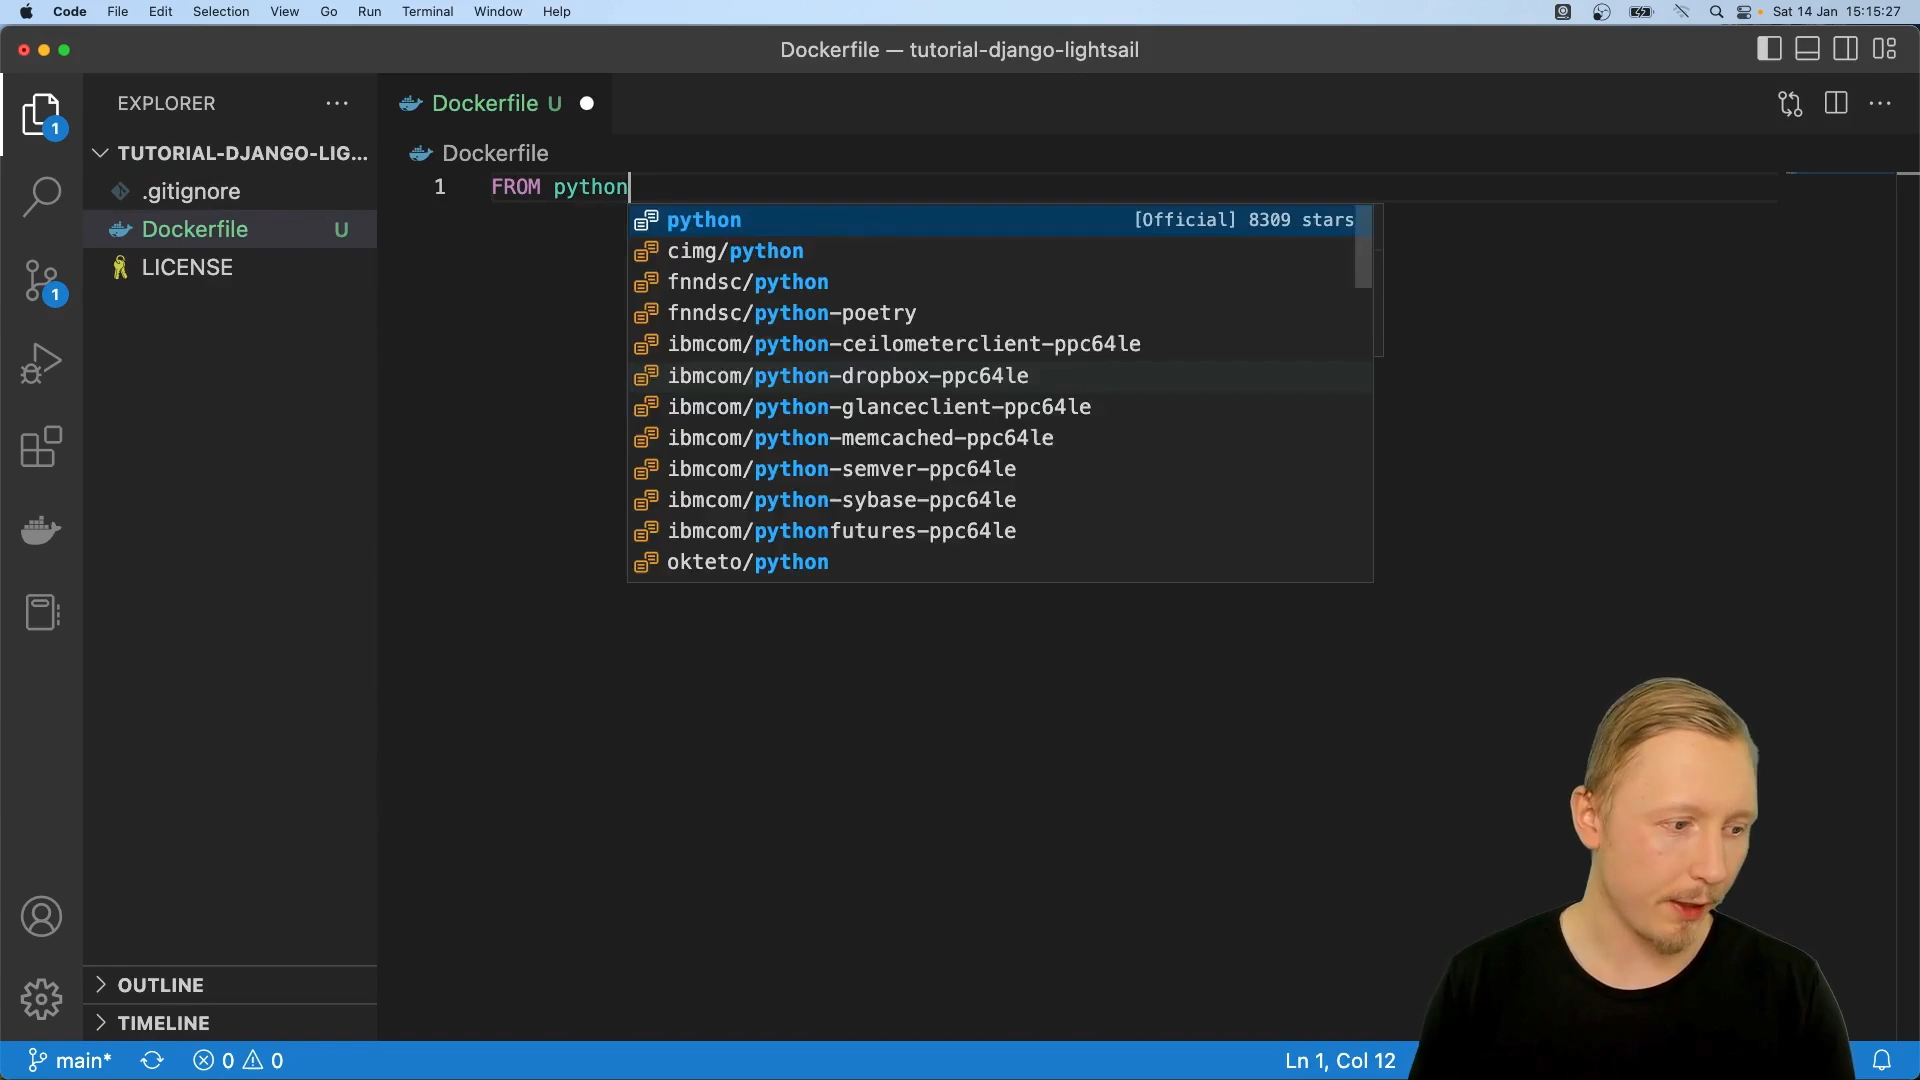 Code File Edit Selection View Go Run Terminal Window Help Sat 14 Jan 15:15:27
Dockerfile — tutorial-django-lightsail
EXPLORER
Dockerfile U
TUTORIAL-DJANGO-LIG...
Dockerfile
.gitignore
1 FROM python
Dockerfile U
LICENSE
python [Official] 8309 stars
cimg/python
fnndsc/python
fnndsc/python-poetry
ibmcom/python-ceilometerclient-ppc64le
ibmcom/python-dropbox-ppc64le
ibmcom/python-glanceclient-ppc64le
ibmcom/python-memcached-ppc64le
ibmcom/python-semver-ppc64le
ibmcom/python-sybase-ppc64le
ibmcom/pythonfutures-ppc64le
okteto/python
1
1
OUTLINE
TIMELINE
main* 0 0 Ln 1, Col 12